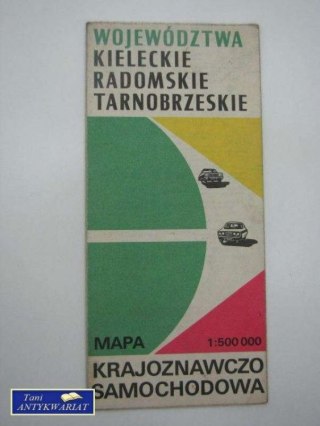 WOJEWÓDZTWA
KIELECKIE
RADOMSKIE
TARNOBRZESKIE
MAPA 1:500 000
KRAJOZNAWCZO
SAMOCHODOWA
Tani
ANTYKWARIAT